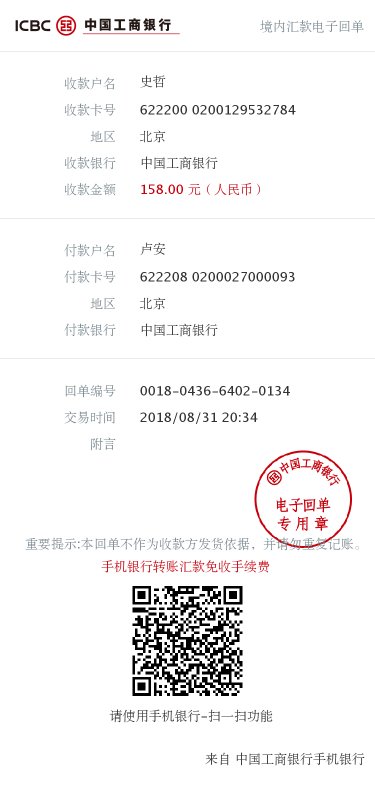 ICBC 中国工商银行 境内汇款电子回单
收款户名 史哲
收款卡号 622200 0200129532784
地区 北京
收款银行 中国工商银行
收款金额 158.00 元（人民币）
付款户名 卢安
付款卡号 622208 0200027000093
地区 北京
付款银行 中国工商银行
回单编号 0018-0436-6402-0134
交易时间 2018/08/31 20:34
附言
中国工商银行
电子回单
专用章
重要提示:本回单不作为收款方发货依据，并请勿重复记账。
手机银行转账汇款免收手续费
请使用手机银行-扫一扫功能
来自 中国工商银行手机银行